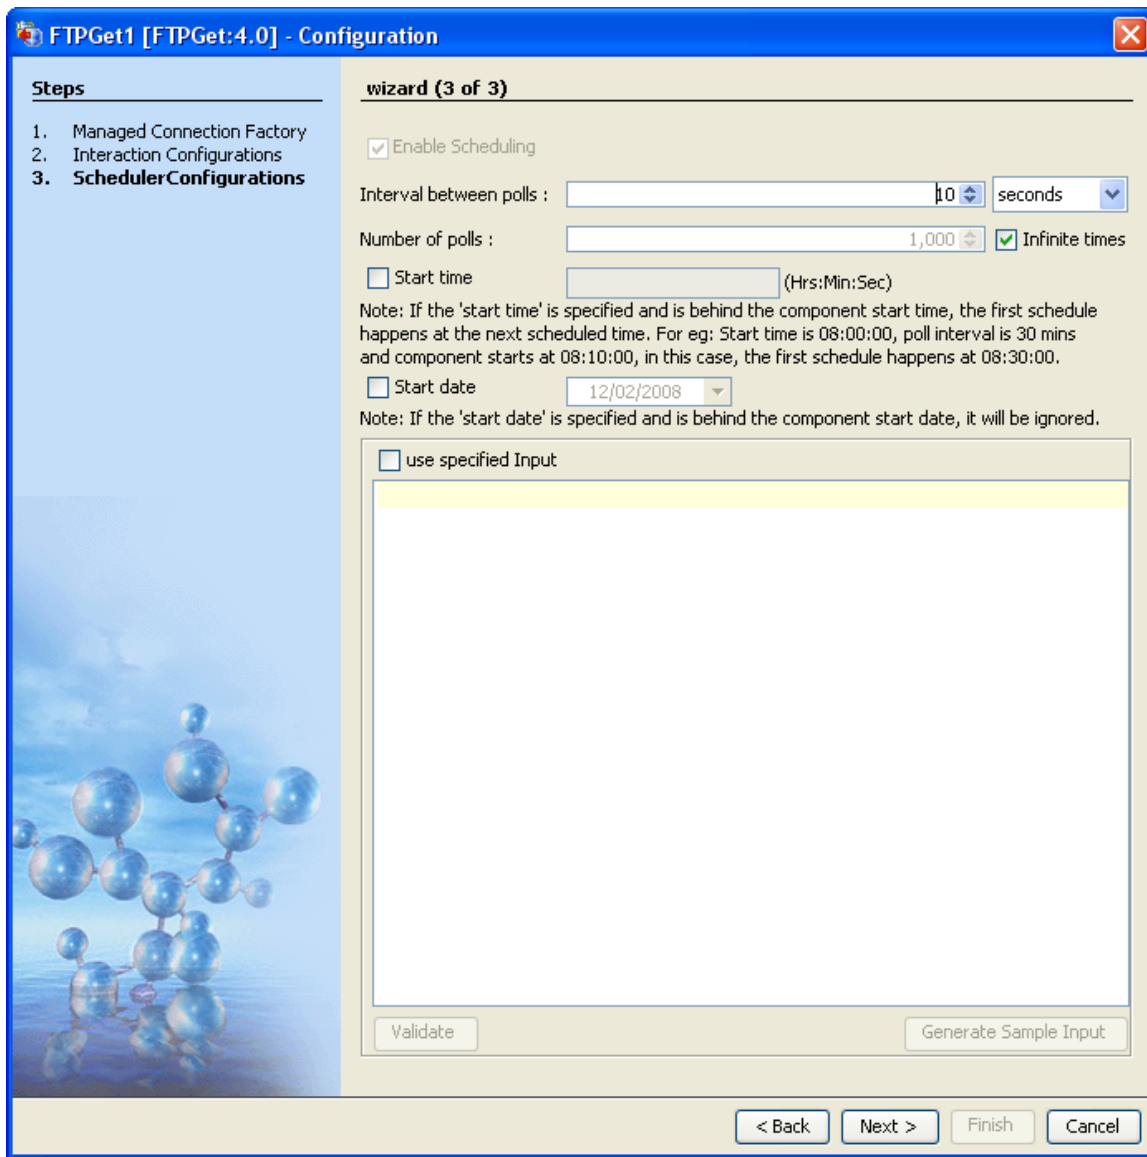 FTPGet1 [FTPGet:4.0] - Configuration
Steps
1. Managed Connection Factory
2. Interaction Configurations
3. SchedulerConfigurations
wizard (3 of 3)
Enable Scheduling
Interval between polls : 10 seconds
Number of polls : 1,000 Infinite times
Start time (Hrs:Min:Sec)
Note: If the 'start time' is specified and is behind the component start time, the first schedule
happens at the next scheduled time. For eg: Start time is 08:00:00, poll interval is 30 mins
and component starts at 08:10:00, in this case, the first schedule happens at 08:30:00.
Start date 12/02/2008
Note: If the 'start date' is specified and is behind the component start date, it will be ignored.
use specified Input
Validate Generate Sample Input
< Back Next > Finish Cancel